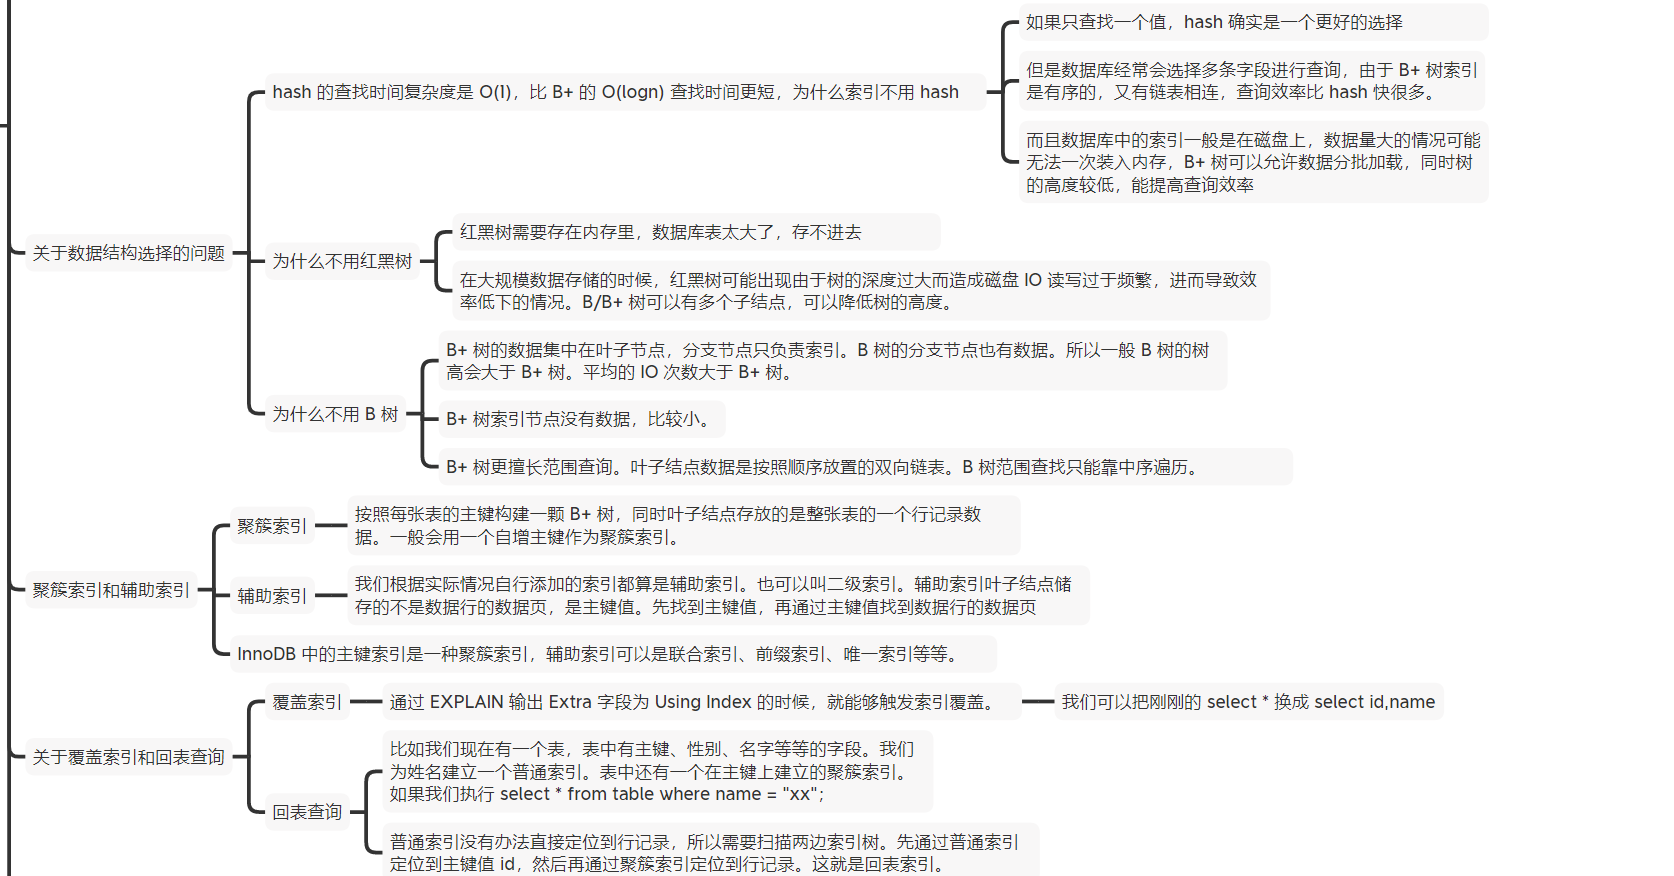 关于数据结构选择的问题
hash 的查找时间复杂度是 O(1)，比 B+ 的 O(logn) 查找时间更短，为什么索引不用 hash
如果只查找一个值，hash 确实是一个更好的选择
但是数据库经常会选择多条字段进行查询，由于 B+ 树索引
是有序的，又有链表相连，查询效率比 hash 快很多。
而且数据库中的索引一般是在磁盘上，数据量大的情况可能
无法一次装入内存，B+ 树可以允许数据分批加载，同时树
的高度较低，能提高查询效率
为什么不用红黑树
红黑树需要存在内存里，数据库表太大了，存不进去
在大规模数据存储的时候，红黑树可能出现由于树的深度过大而造成磁盘 IO 读写过于频繁，进而导致效
率低下的情况。B/B+ 树可以有多个子结点，可以降低树的高度。
为什么不用 B 树
B+ 树的数据集中在叶子节点，分支节点只负责索引。B 树的分支节点也有数据。所以一般 B 树的树
高会大于 B+ 树。平均的 IO 次数大于 B+ 树。
B+ 树索引节点没有数据，比较小。
B+ 树更擅长范围查询。叶子结点数据是按照顺序放置的双向链表。B 树范围查找只能靠中序遍历。
聚簇索引和辅助索引
聚簇索引
按照每张表的主键构建一颗 B+ 树，同时叶子结点存放的是整张表的一个行记录数
据。一般会用一个自增主键作为聚簇索引。
辅助索引
我们根据实际情况自行添加的索引都算是辅助索引。也可以叫二级索引。辅助索引叶子结点储
存的不是数据行的数据页，是主键值。先找到主键值，再通过主键值找到数据行的数据页
InnoDB 中的主键索引是一种聚簇索引，辅助索引可以是联合索引、前缀索引、唯一索引等等。
关于覆盖索引和回表查询
覆盖索引
通过 EXPLAIN 输出 Extra 字段为 Using Index 的时候，就能够触发索引覆盖。
我们可以把刚刚的 select * 换成 select id,name
回表查询
比如我们现在有一个表，表中有主键、性别、名字等等的字段。我们
为姓名建立一个普通索引。表中还有一个在主键上建立的聚簇索引。
如果我们执行 select * from table where name = "xx";
普通索引没有办法直接定位到行记录，所以需要扫描两边索引树。先通过普通索引
定位到主键值 id，然后再通过聚簇索引定位到行记录。这就是回表索引。